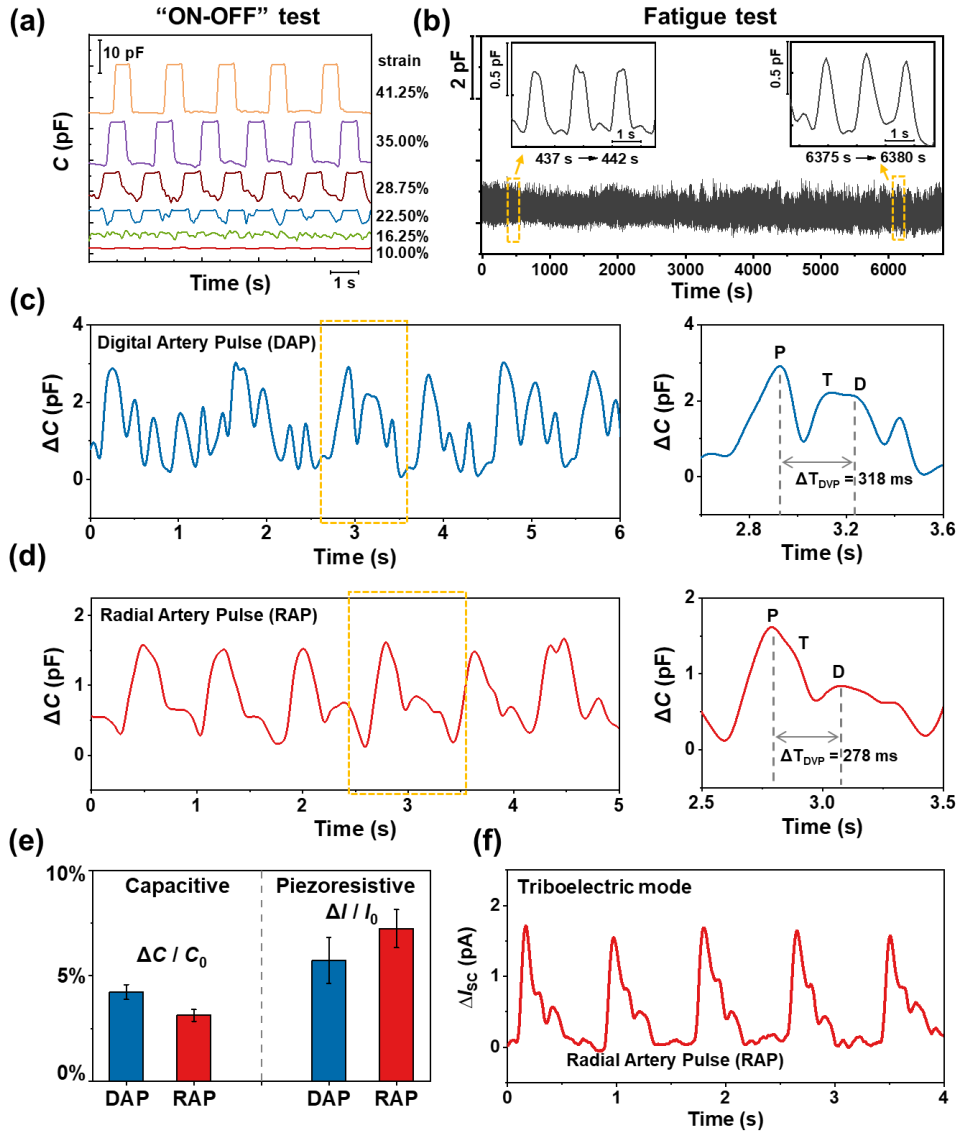 (a)
"ON-OFF" test
10 pF
strain
41.25%
35.00%
28.75%
22.50%
16.25%
10.00%
C (pF)
Time (s)
1 s
(b)
Fatigue test
2 pF
0.5 pF
1 s
437 s → 442 s
0.5 pF
1 s
6375 s → 6380 s
0 1000 2000 3000 4000 5000 6000
Time (s)
(c)
Digital Artery Pulse (DAP)
ΔC (pF)
4
2
0
0 1 2 3 4 5 6
Time (s)
ΔC (pF)
4
2
0
P
T
D
ΔT_DVP = 318 ms
2.8 3.2 3.6
Time (s)
(d)
Radial Artery Pulse (RAP)
ΔC (pF)
2
1
0
0 1 2 3 4 5
Time (s)
ΔC (pF)
2
1
0
P
T
D
ΔT_DVP = 278 ms
2.5 3.0 3.5
Time (s)
(e)
10%
5%
0%
Capacitive
ΔC / C₀
Piezoresistive
ΔI / I₀
DAP RAP DAP RAP
(f)
Triboelectric mode
ΔI_SC (pA)
2
1
0
Radial Artery Pulse (RAP)
0 1 2 3 4
Time (s)